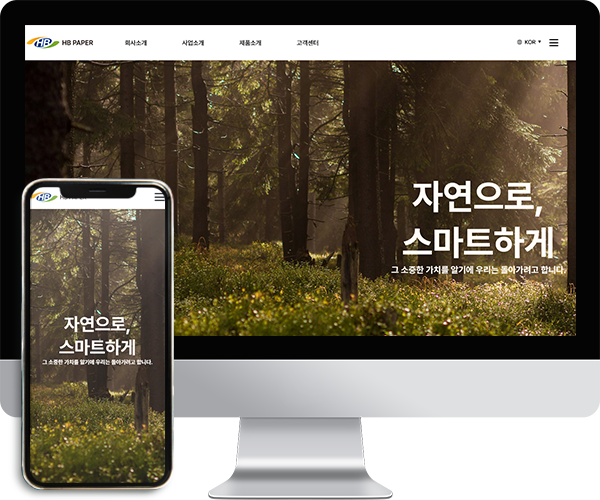 HB HB PAPER 회사소개 사업소개 제품소개 고객센터 KOR
자연으로,
스마트하게
그 소중한 가치를 알기에 우리는 돌아가려고 합니다.
HB
자연으로,
스마트하게
그 소중한 가치를 알기에 우리는 돌아가려고 합니다.